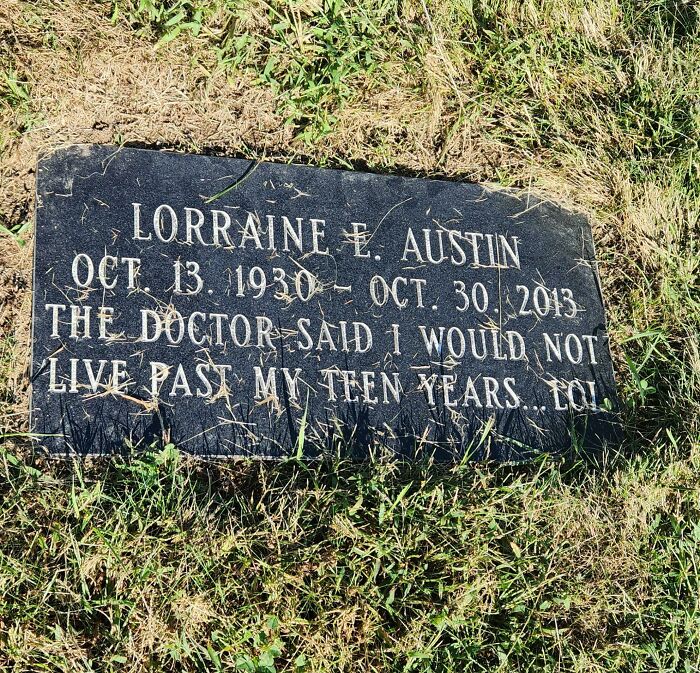 LORRAINE E. AUSTIN
OCT. 13. 1930 - OCT. 30. 2013
THE DOCTOR SAID I WOULD NOT
LIVE PAST MY TEEN YEARS...LOL